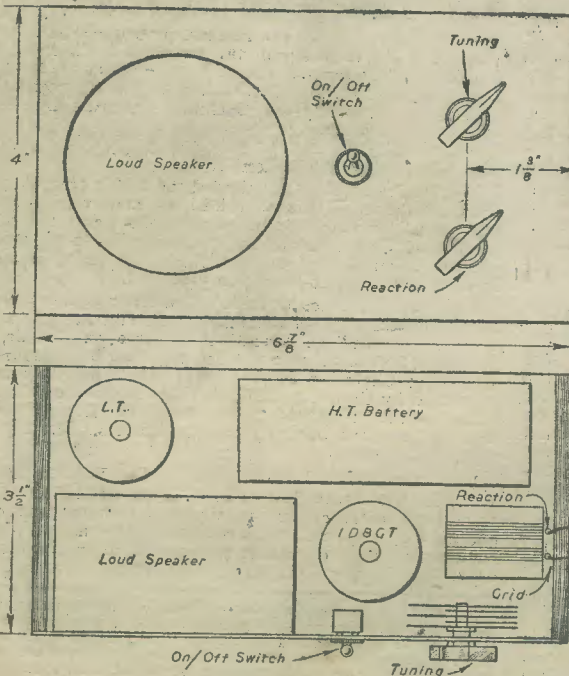 Tuning
On/Off
Switch
4"
Loud Speaker
1 3/8"
Reaction
6 7/8"
L.T.
H.T. Battery
3 1/2"
Reaction
1D8GT
Loud Speaker
Grid
On/Off Switch
Tuning